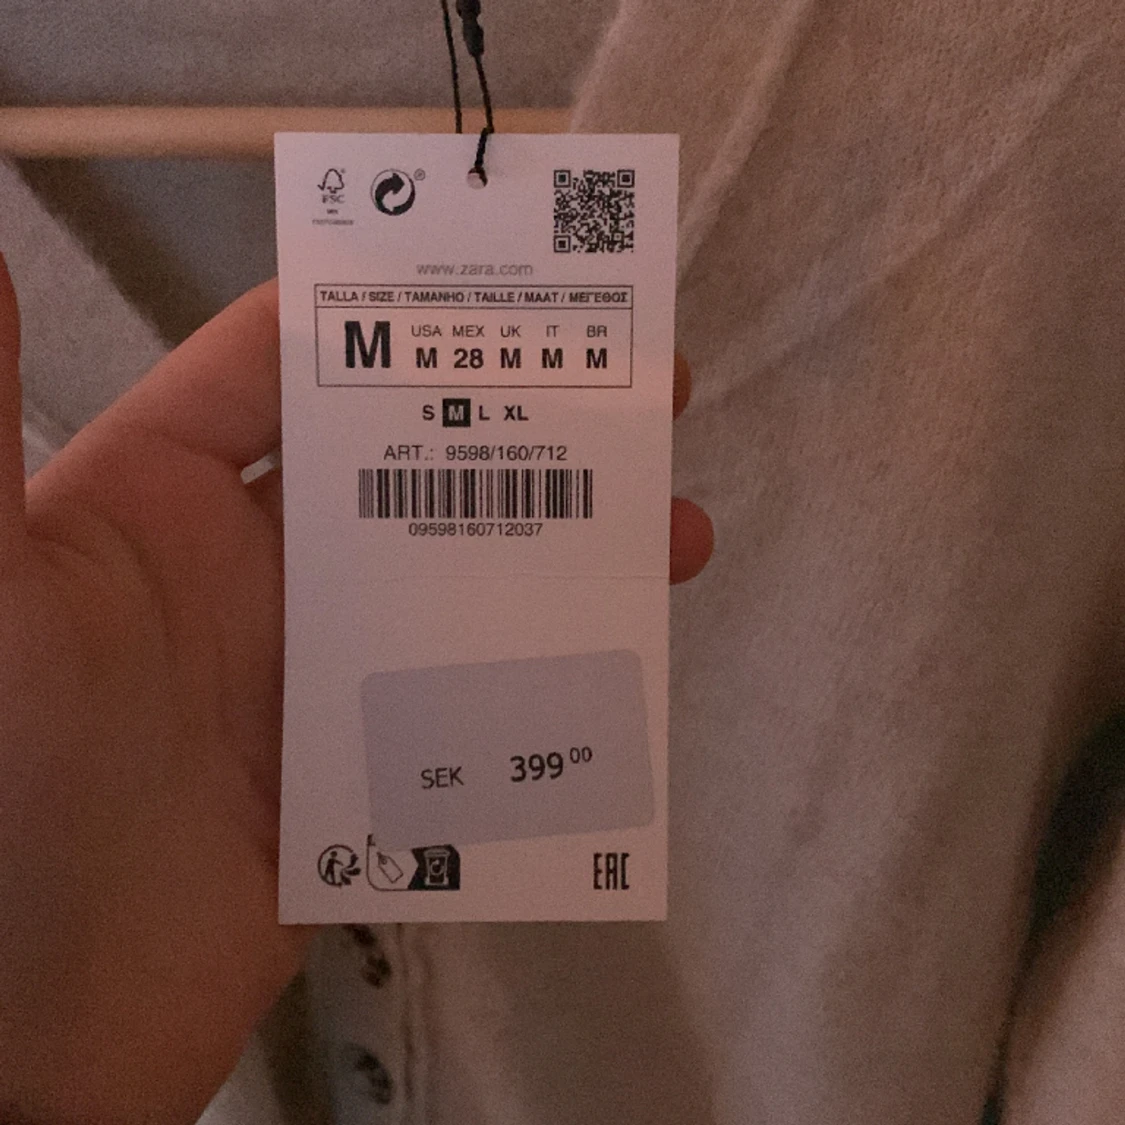 FSC
www.zara.com
TALLA / SIZE / TAMANHO / TAILLE / MAAT / ΜΕΓΕΘΟΣ
M
USA MEX UK IT BR
M 28 M M M
S M L XL
ART.: 9598/160/712
09598160712037
SEK 399 00
EAC